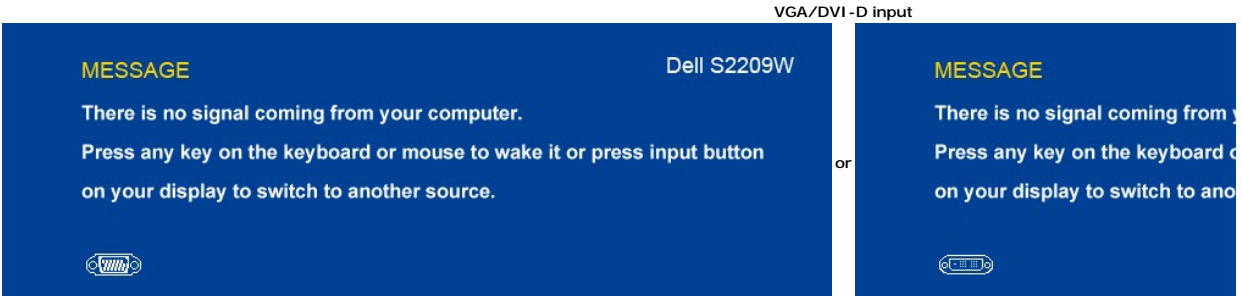 VGA/DVI-D input
MESSAGE
Dell S2209W
There is no signal coming from your computer.
Press any key on the keyboard or mouse to wake it or press input button
on your display to switch to another source.
or
MESSAGE
There is no signal coming from
Press any key on the keyboard
on your display to switch to